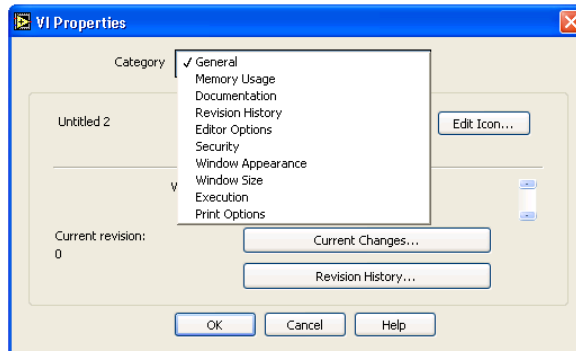 VI Properties
Category
✓ General
Memory Usage
Documentation
Revision History
Editor Options
Security
Window Appearance
Window Size
Execution
Print Options
Untitled 2
Edit Icon...
Current revision:
0
Current Changes...
Revision History...
OK
Cancel
Help